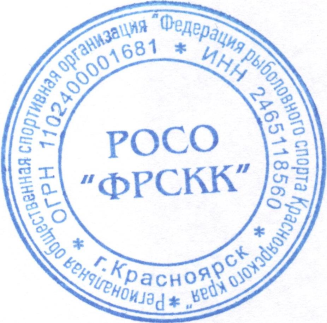 Региональная общественная спортивная организация "Федерация рыболовного спорта Красноярского края" *
ОГРН 1102400001681 * ИНН 2465118560
* г.Красноярск *
РОСО
"ФРСКК"